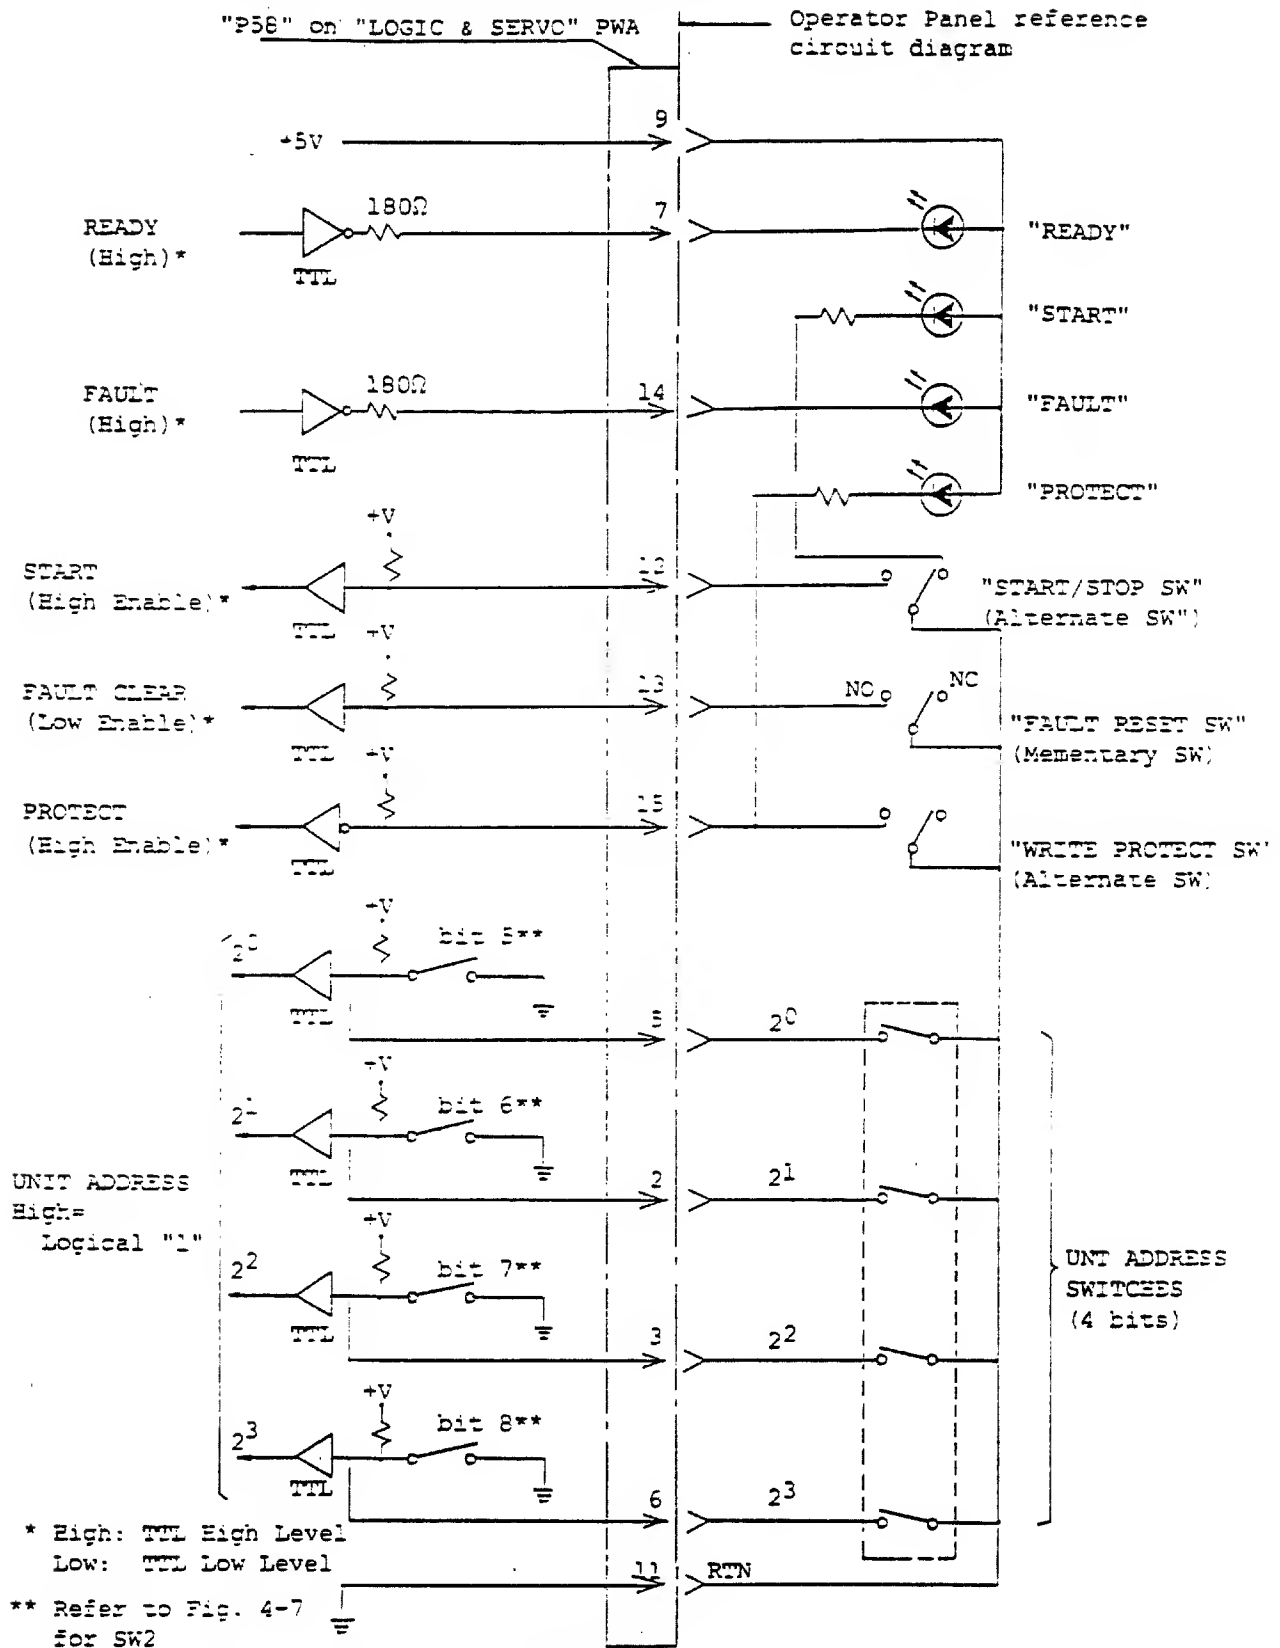 "P58" on "LOGIC & SERVO" PWA
Operator Panel reference
circuit diagram
+5V
9
READY
(High)*
TTL
180Ω
7
"READY"
"START"
FAULT
(High)*
TTL
180Ω
14
"FAULT"
"PROTECT"
START
(High Enable)*
TTL
+V
"START/STOP SW"
(Alternate SW")
FAULT CLEAR
(Low Enable)*
TTL
+V
NO
NC
"FAULT RESET SW"
(Mementary SW)
PROTECT
(High Enable)*
TTL
+V
15
"WRITE PROTECT SW"
(Alternate SW)
2⁰
TTL
+V
bit 5**
2⁰
2¹
TTL
+V
bit 6**
2
2¹
UNIT ADDRESS
High=
Logical "1"
2²
TTL
+V
bit 7**
3
2²
UNT ADDRESS
SWITCHES
(4 bits)
2³
TTL
+V
bit 8**
6
2³
11
RTN
* High: TTL High Level
Low: TTL Low Level
** Refer to Fig. 4-7
for SW2